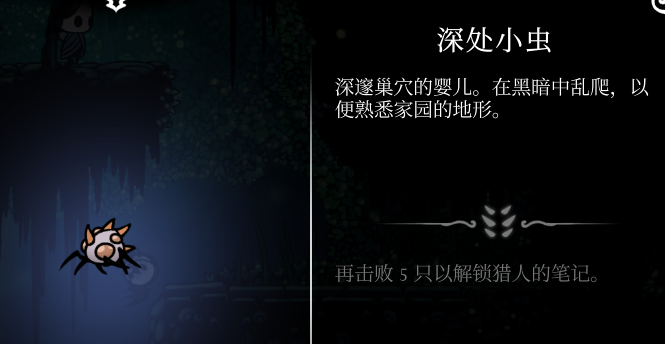 深处小虫
深邃巢穴的婴儿。在黑暗中乱爬，以
便熟悉家园的地形。
再击败 5 只以解锁猎人的笔记。